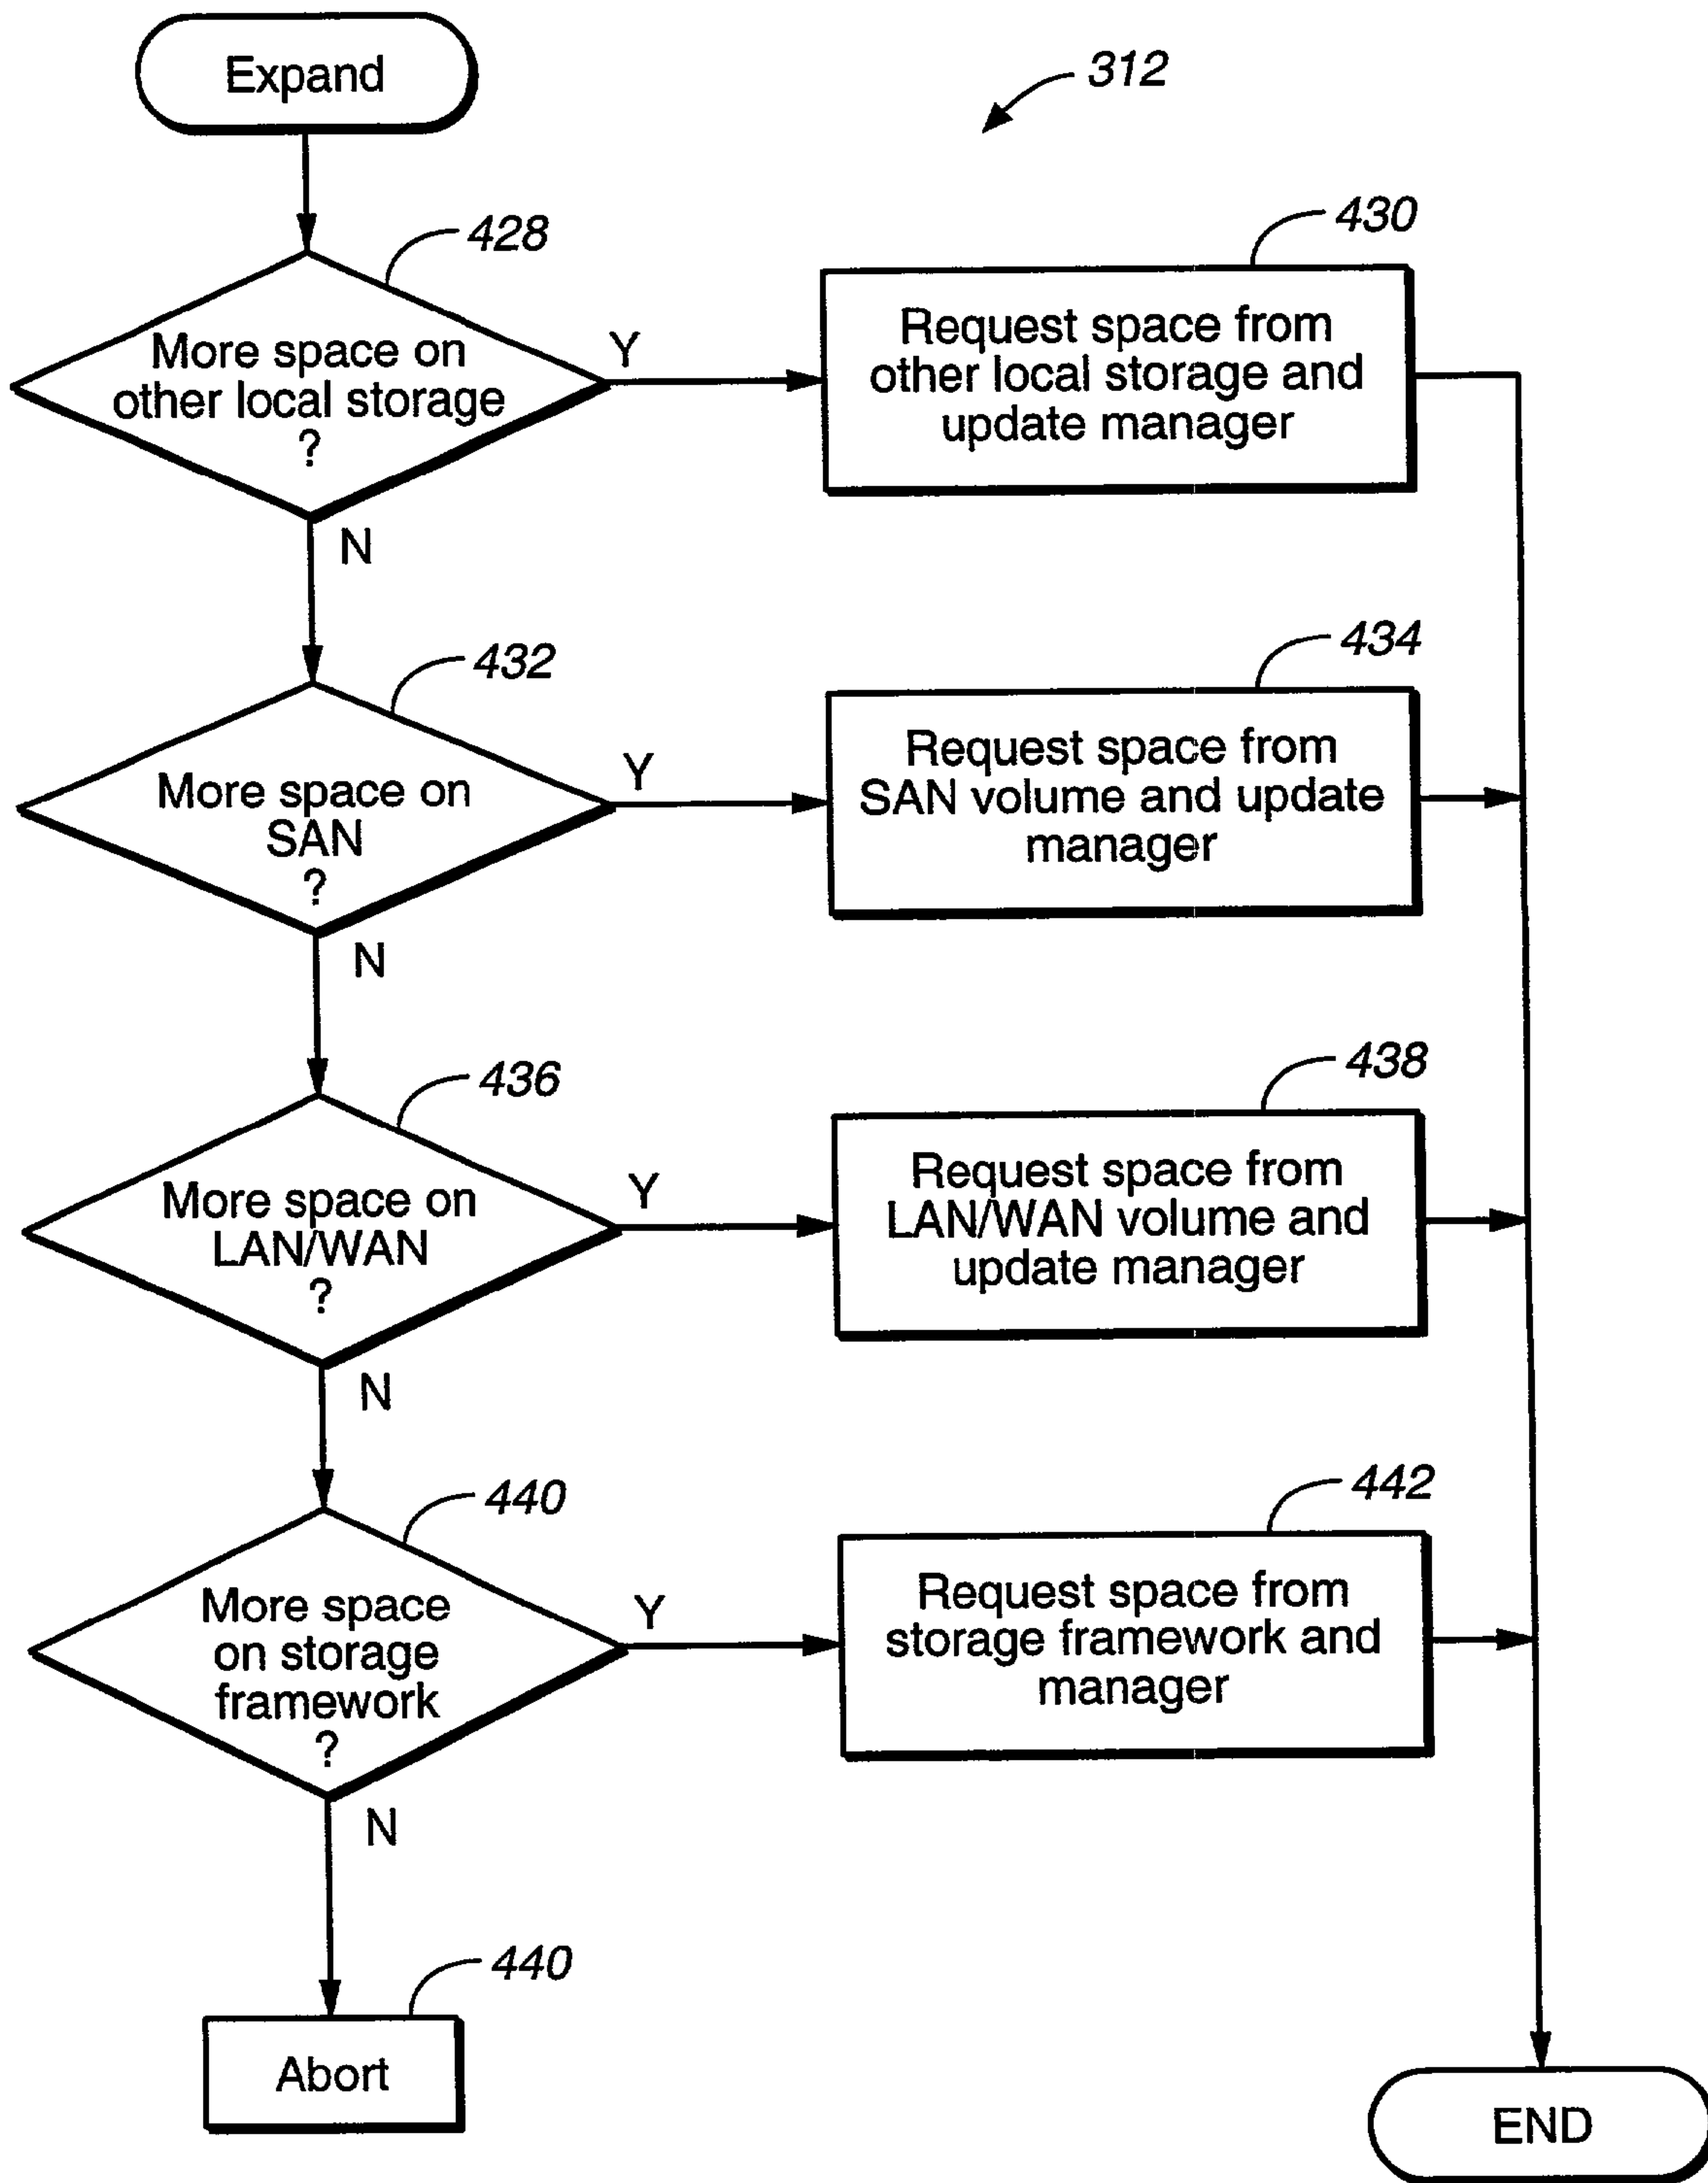 Expand
312
428
More space on
other local storage
?
Y
N
430
Request space from
other local storage and
update manager
432
More space on
SAN
?
Y
N
434
Request space from
SAN volume and update
manager
436
More space on
LAN/WAN
?
Y
N
438
Request space from
LAN/WAN volume and
update manager
440
More space
on storage
framework
?
Y
N
442
Request space from
storage framework and
manager
440
Abort
END